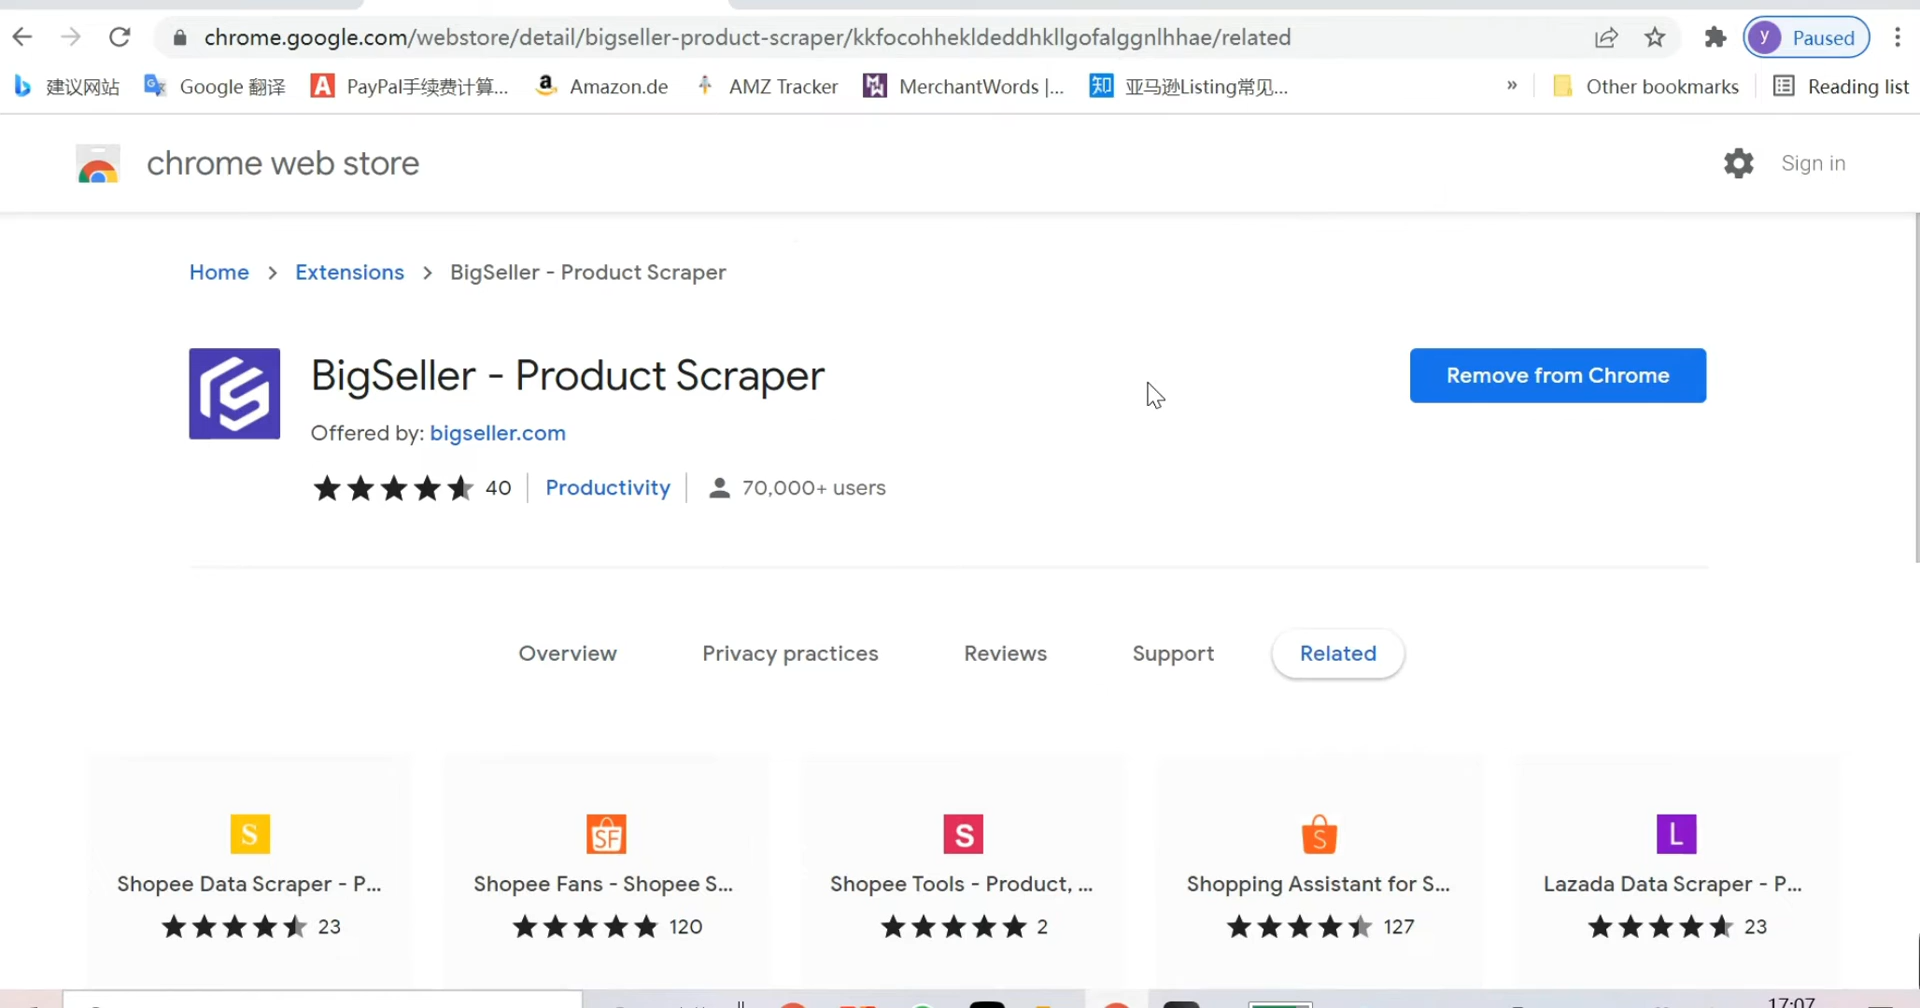 chrome.google.com/webstore/detail/bigseller-product-scraper/kkfocohhekldeddhkllgofalggnlhhae/related
y Paused
建议网站 Google 翻译 A PayPal手续费计算... a Amazon.de AMZ Tracker MerchantWords |... 知 亚马逊Listing常见... » Other bookmarks Reading list
chrome web store
Sign in
Home > Extensions > BigSeller - Product Scraper
BigSeller - Product Scraper
Remove from Chrome
Offered by: bigseller.com
40 Productivity 70,000+ users
Overview Privacy practices Reviews Support Related
S SF S S L
Shopee Data Scraper - P... Shopee Fans - Shopee S... Shopee Tools - Product, ... Shopping Assistant for S... Lazada Data Scraper - P...
23 120 2 127 23
17:07